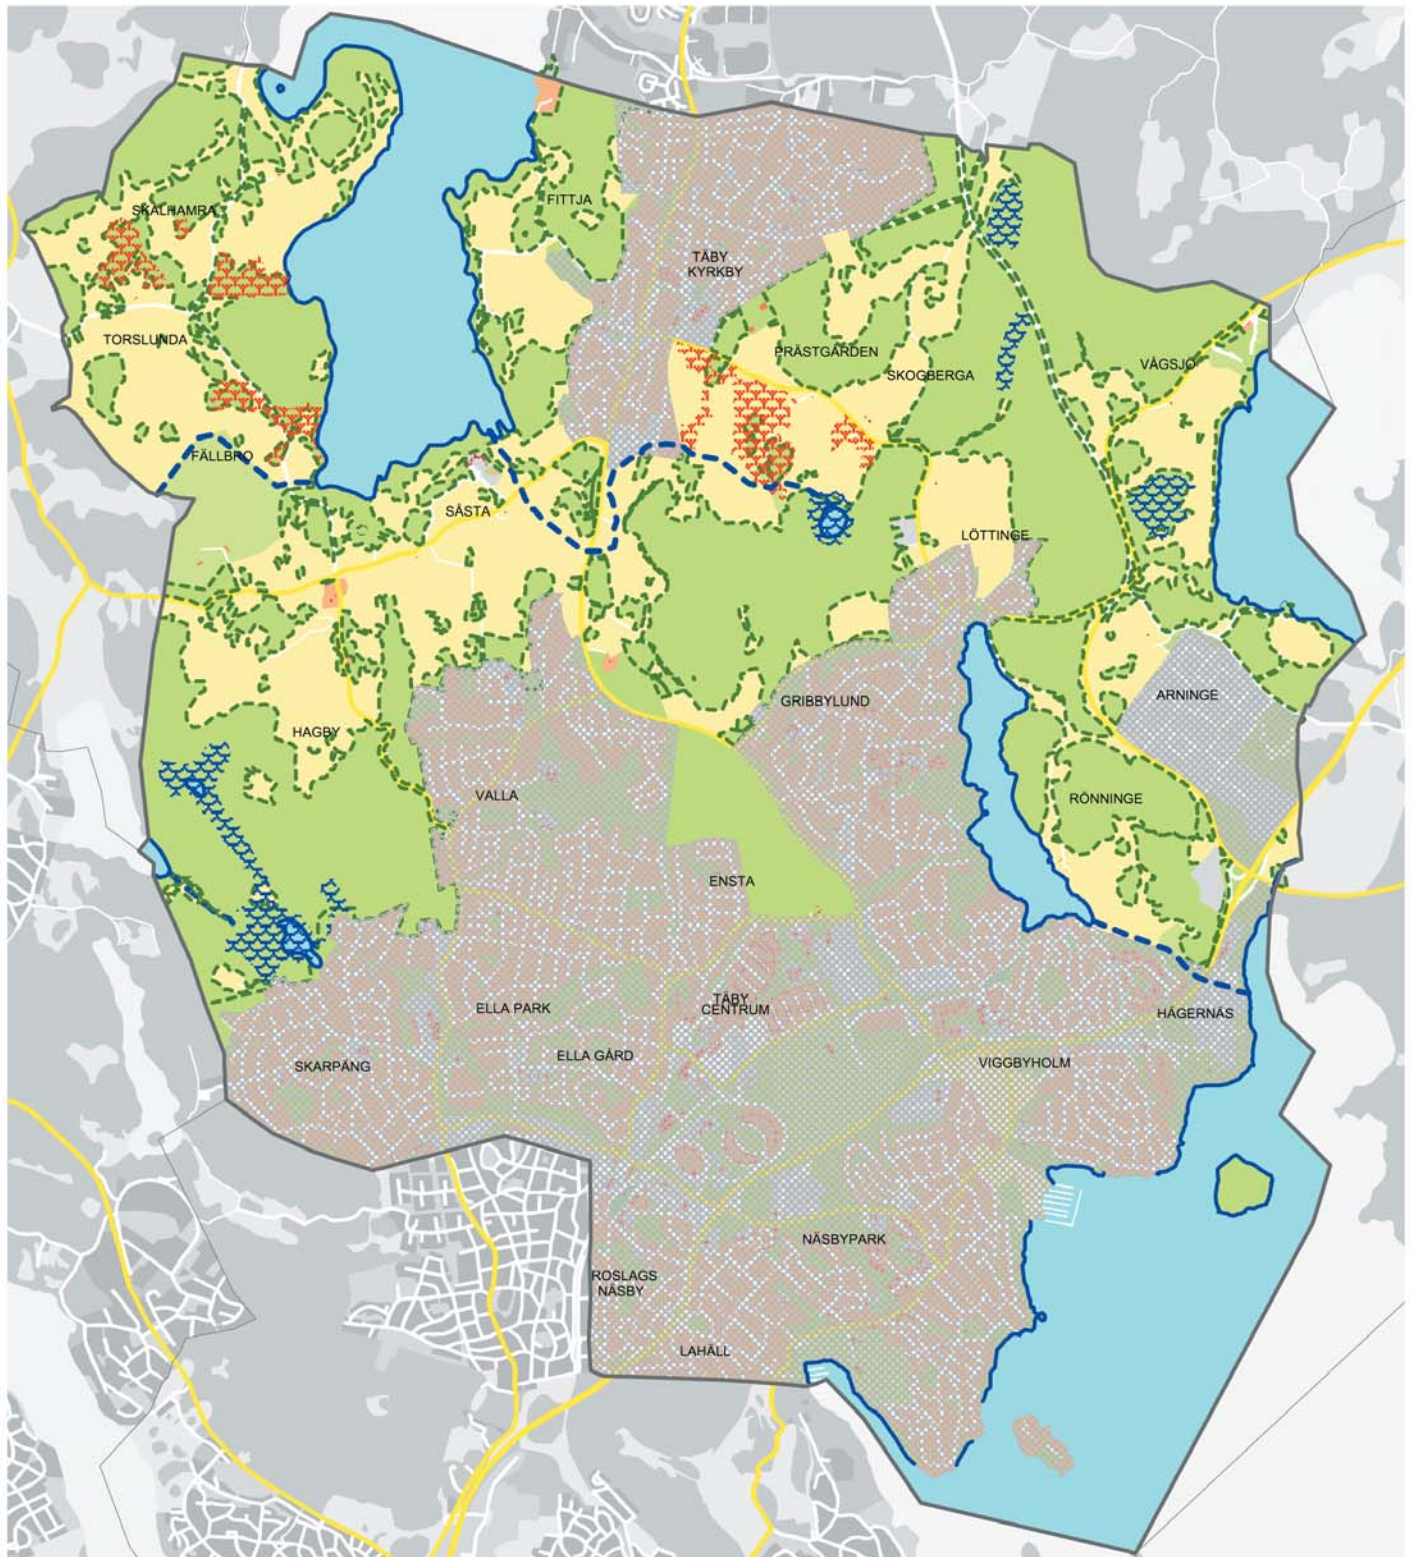 SKÅLHAMRA
FITTJA
TÄBY
KYRKBY
TORSLUNDA
PRÄSTGÅRDEN
SKOGBERGA
VÅGSJÖ
FÄLLBRO
SÅSTA
LÖTTINGE
ARNINGE
GRIBBYLUND
HAGBY
VALLA
RÖNNINGE
ENSTA
ELLA PARK
TÄBY
CENTRUM
HÄGERNÄS
ELLA GÅRD
SKARPÄNG
VIGGBYHOLM
NÄSBYPARK
ROSLAGS
NÄSBY
LAHÄLL